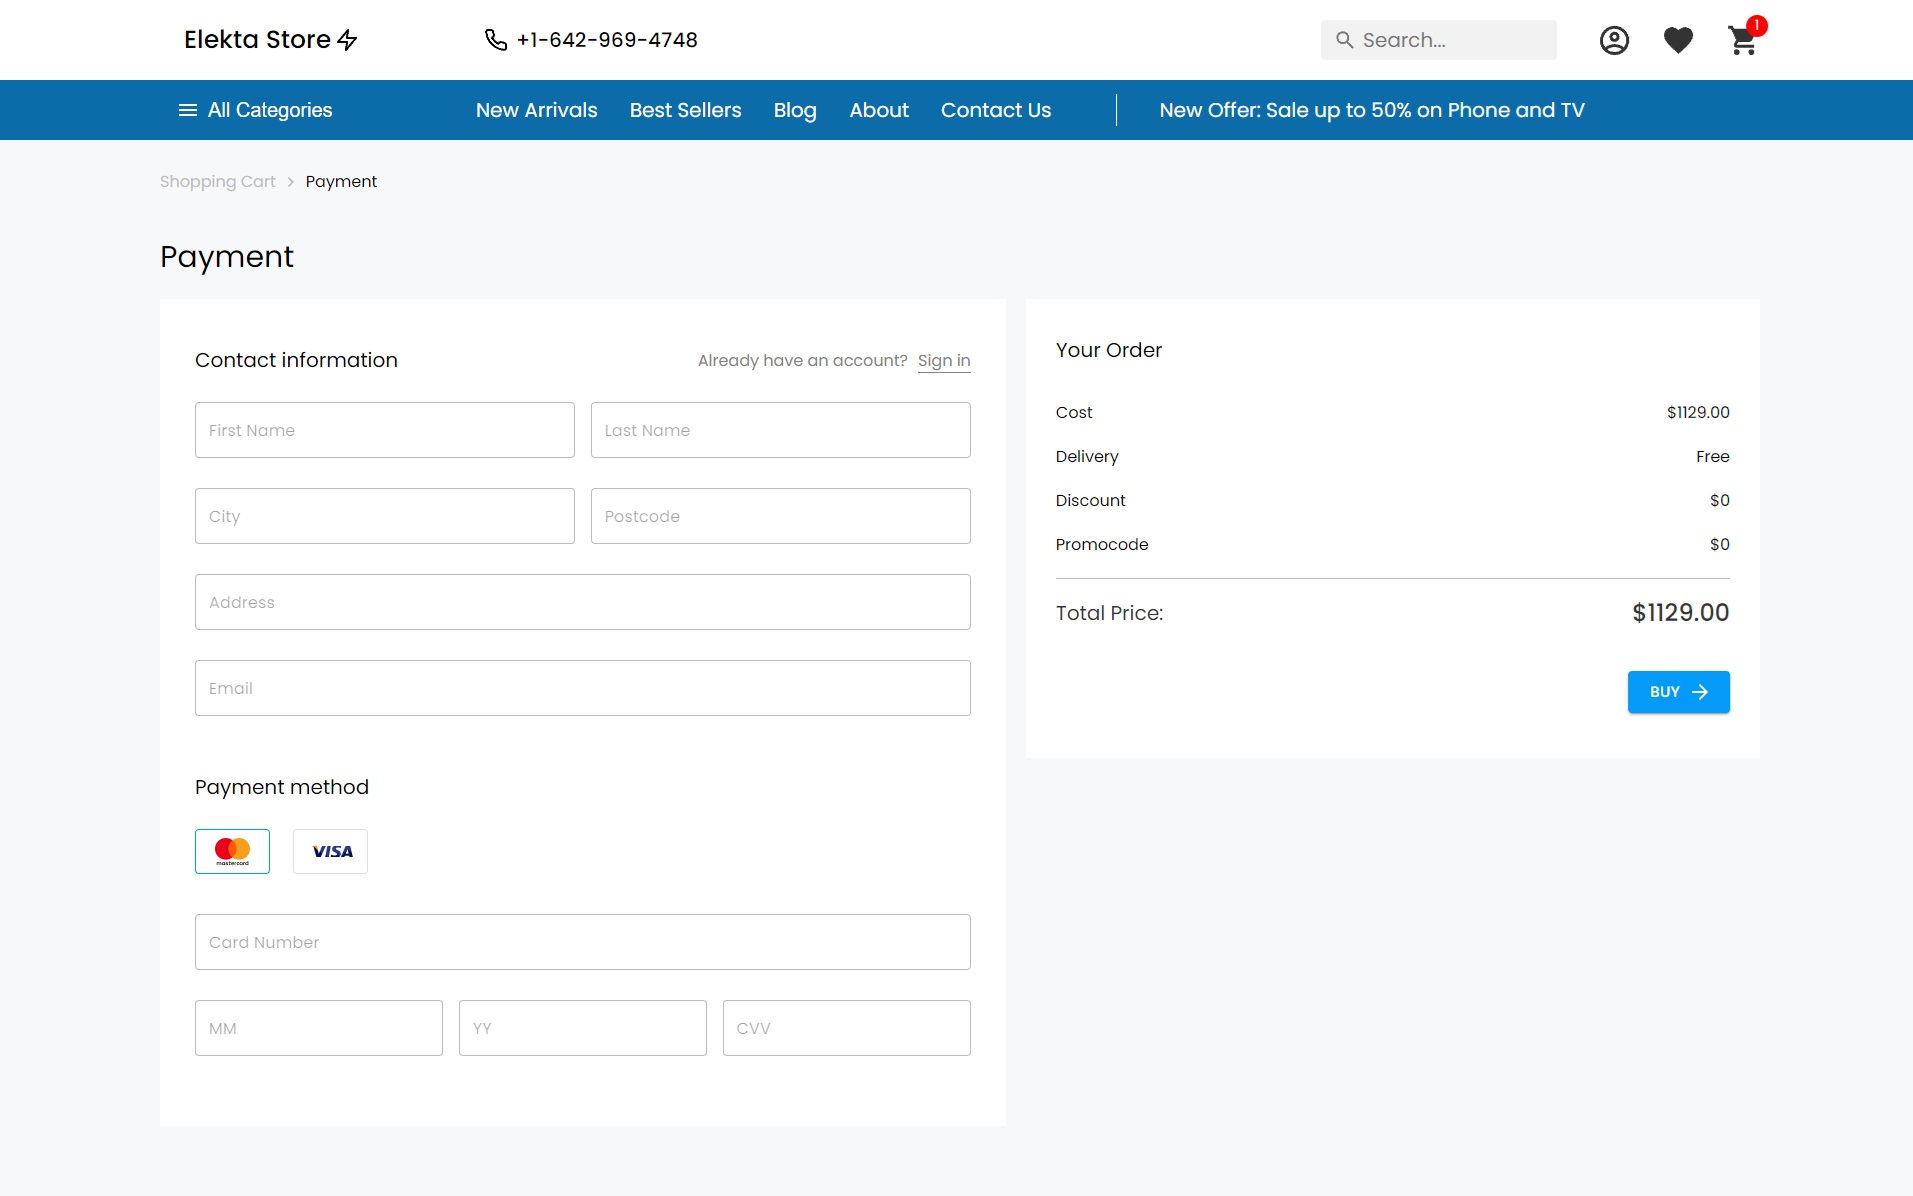 Elekta Store
+1-642-969-4748
Search...
1
All Categories
New Arrivals
Best Sellers
Blog
About
Contact Us
New Offer: Sale up to 50% on Phone and TV
Shopping Cart > Payment
Payment
Contact information
Already have an account? Sign in
First Name
Last Name
City
Postcode
Address
Email
Payment method
mastercard
VISA
Card Number
MM
YY
CVV
Your Order
Cost $1129.00
Delivery Free
Discount $0
Promocode $0
Total Price: $1129.00
BUY